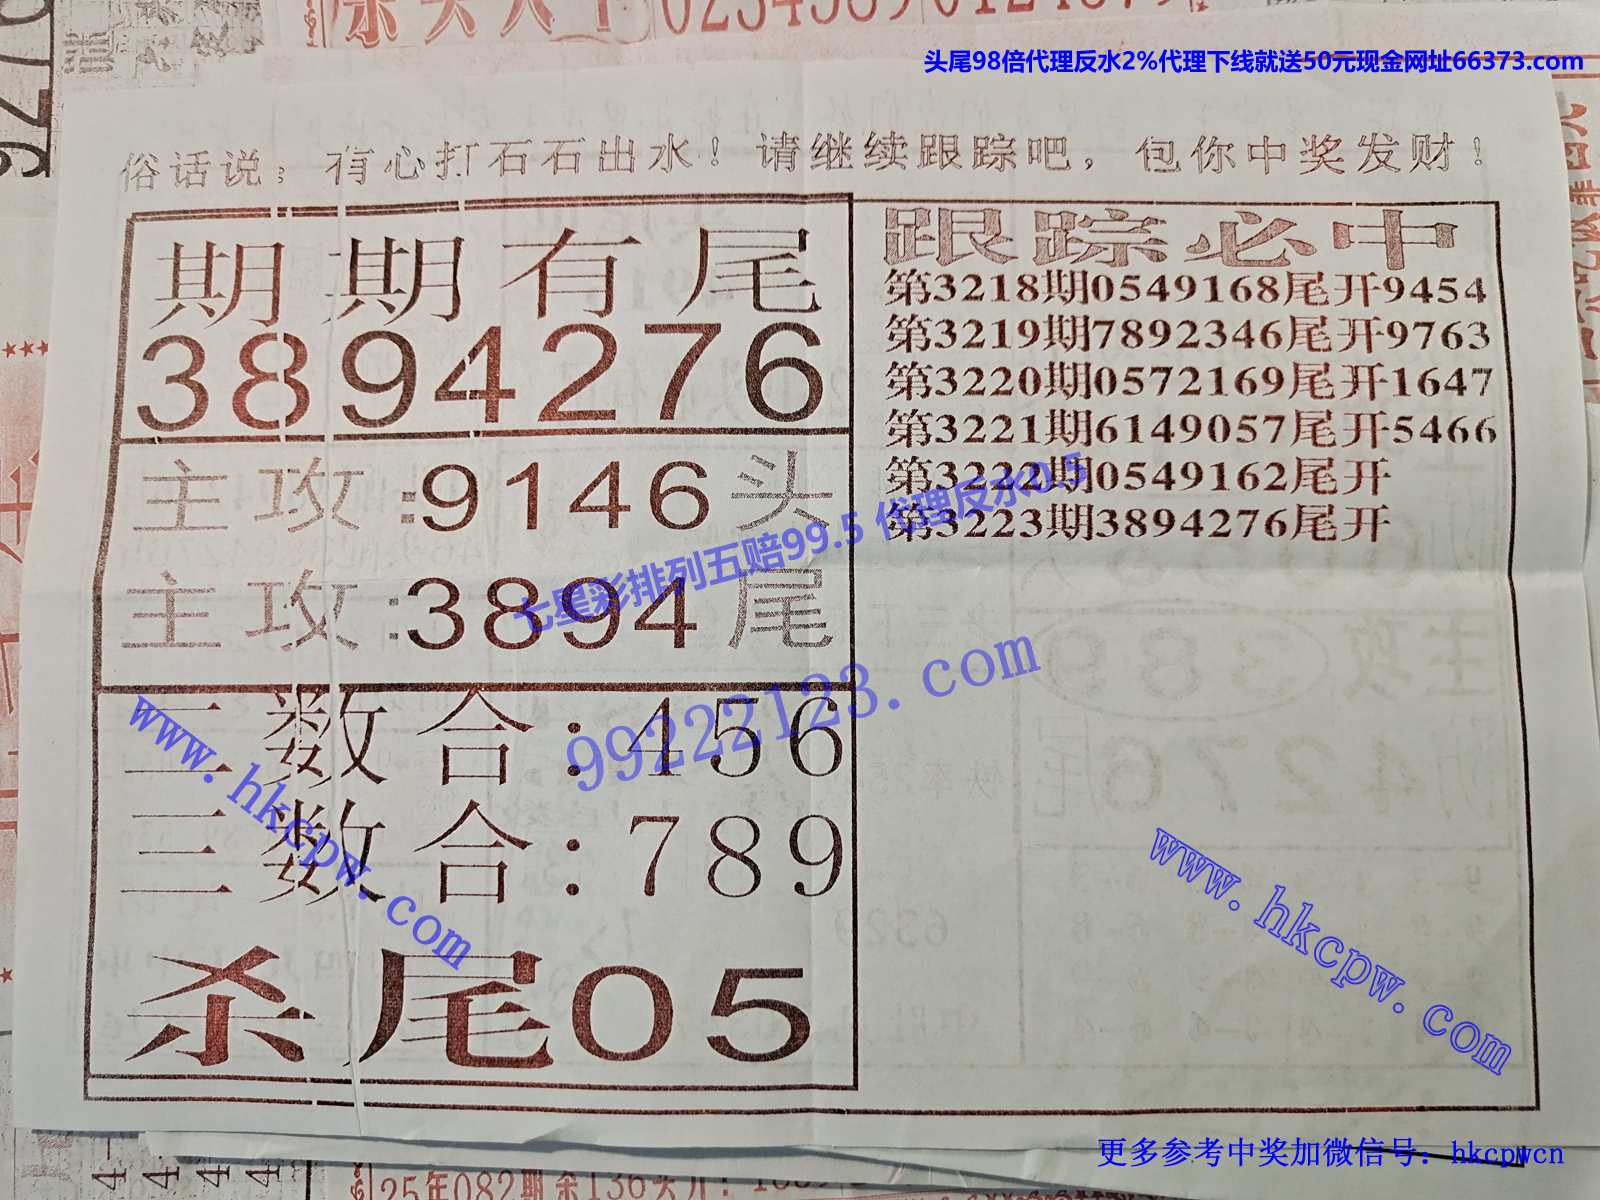 头尾98倍代理反水2%代理下线就送50元现金网址66373.com
俗话说：有心打石石出水！请继续跟踪吧，包你中奖发财！
期期有尾
3894276
主攻:9146头
主攻:3894尾
二数合:456
三数合:789
杀尾05
跟踪必中
第3218期0549168尾开9454
第3219期7892346尾开9763
第3220期0572169尾开1647
第3221期6149057尾开5466
第3222期0549162尾开
第3223期3894276尾开
七星彩排列五赔99.5 代理反水0.5
99222123.com
www.hkcpw.com
www.hkcpw.com
更多参考中奖加微信号：hkcpwcn